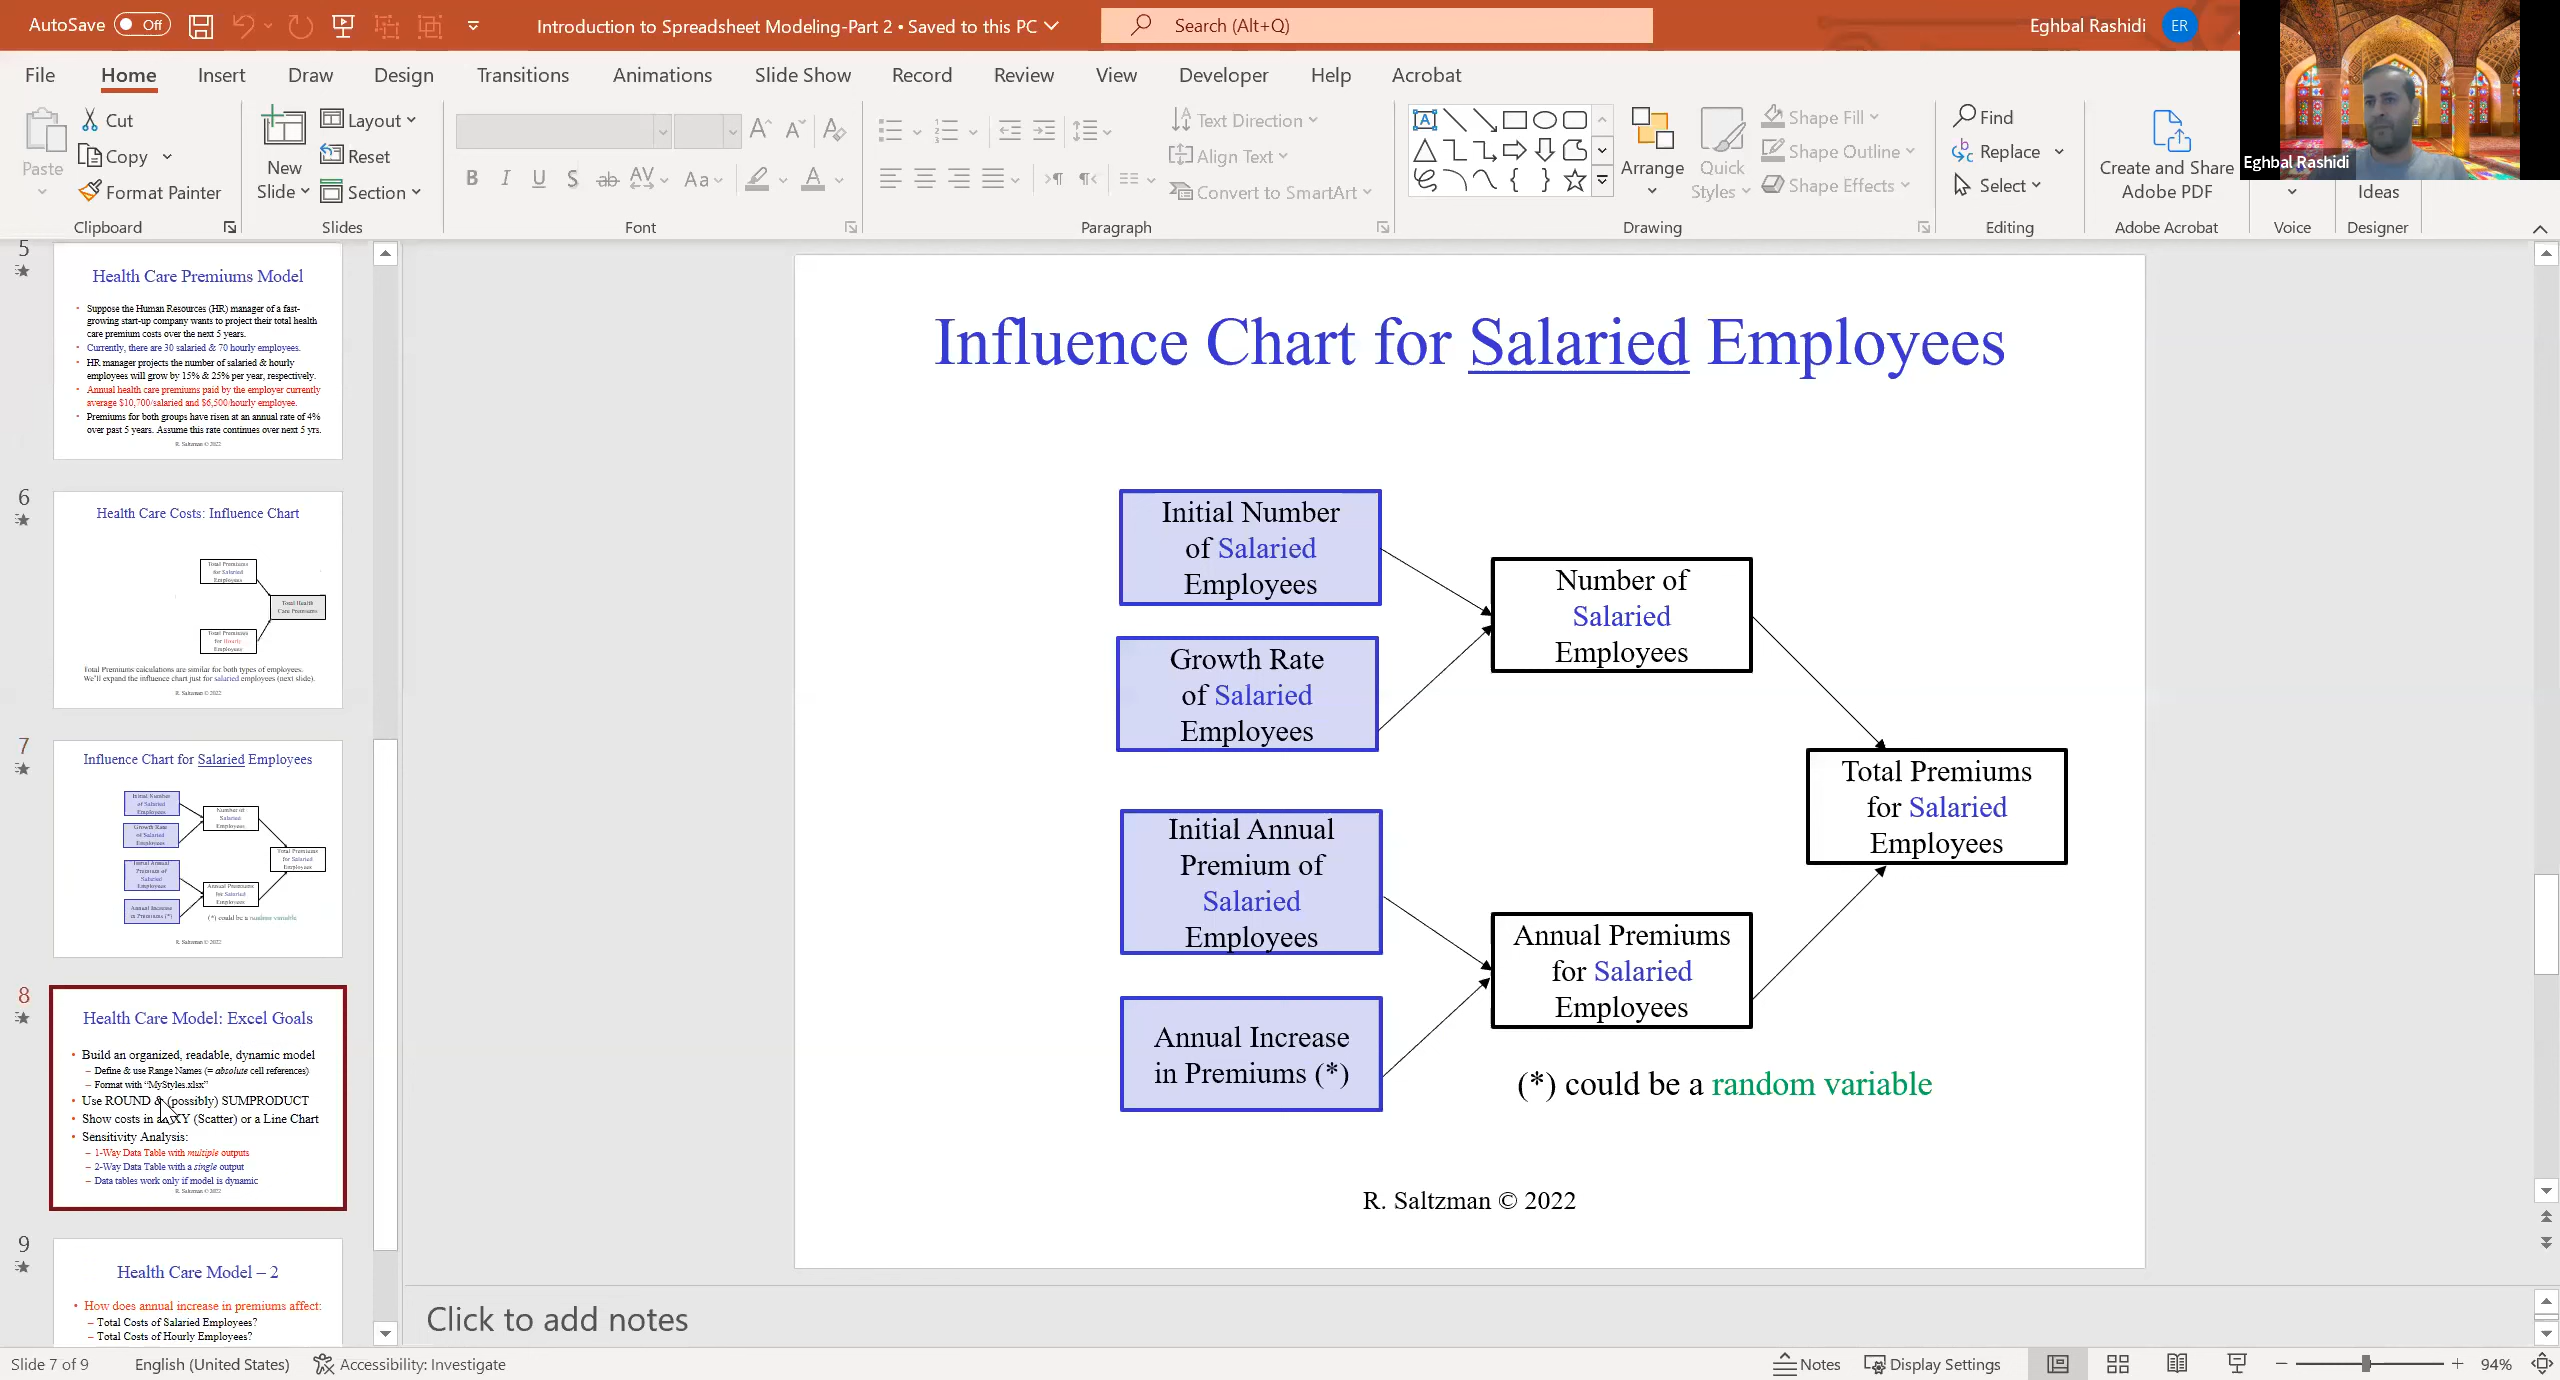 AutoSave Off
Introduction to Spreadsheet Modeling-Part 2 • Saved to this PC
Search (Alt+Q)
Eghbal Rashidi ER
File Home Insert Draw Design Transitions Animations Slide Show Record Review View Developer Help Acrobat
Paste
Cut
Copy
Format Painter
Clipboard
New
Slide
Layout
Reset
Section
Slides
B I U S ab AV Aa A
Font
Text Direction
Align Text
Convert to SmartArt
Paragraph
Arrange
Quick
Styles
Shape Fill
Shape Outline
Shape Effects
Drawing
Find
Replace
Select
Editing
Create and Share
Adobe PDF
Adobe Acrobat
Voice
Ideas
Designer
Eghbal Rashidi
5
Health Care Premiums Model
• Suppose the Human Resources (HR) manager of a fast-
growing start-up company wants to project their total health
care premium costs over the next 5 years.
• Currently, there are 30 salaried & 70 hourly employees.
• HR manager projects the number of salaried & hourly
employees will grow by 15% & 25% per year, respectively.
• Annual health care premiums paid by the employer currently
average $10,700/salaried and $6,500/hourly employee.
• Premiums for both groups have risen at an annual rate of 4%
over past 5 years. Assume this rate continues over next 5 yrs.
R. Saltzman © 2022
6
Health Care Costs: Influence Chart
Total Premiums
for Salaried
Employees
Total Health
Care Premiums
Total Premiums
for Hourly
Employees
Total Premiums calculations are similar for both types of employees.
We'll expand the influence chart just for salaried employees (next slide).
R. Saltzman © 2022
7
Influence Chart for Salaried Employees
Initial Number
of Salaried
Employees
Growth Rate
of Salaried
Employees
Initial Annual
Premium of
Salaried
Employees
Annual Increase
in Premiums (*)
Number of
Salaried
Employees
Annual Premiums
for Salaried
Employees
Total Premiums
for Salaried
Employees
(*) could be a random variable
R. Saltzman © 2022
8
Health Care Model: Excel Goals
• Build an organized, readable, dynamic model
– Define & use Range Names (= absolute cell references)
– Format with “MyStyles.xlsx”
• Use ROUND & (possibly) SUMPRODUCT
• Show costs in a XY (Scatter) or a Line Chart
• Sensitivity Analysis:
– 1-Way Data Table with multiple outputs
– 2-Way Data Table with a single output
– Data tables work only if model is dynamic
R. Saltzman © 2022
9
Health Care Model – 2
• How does annual increase in premiums affect:
– Total Costs of Salaried Employees?
– Total Costs of Hourly Employees?
Influence Chart for Salaried Employees
Initial Number
of Salaried
Employees
Growth Rate
of Salaried
Employees
Initial Annual
Premium of
Salaried
Employees
Annual Increase
in Premiums (*)
Number of
Salaried
Employees
Annual Premiums
for Salaried
Employees
Total Premiums
for Salaried
Employees
(*) could be a random variable
R. Saltzman © 2022
Click to add notes
Slide 7 of 9
English (United States)
Accessibility: Investigate
Notes
Display Settings
94%